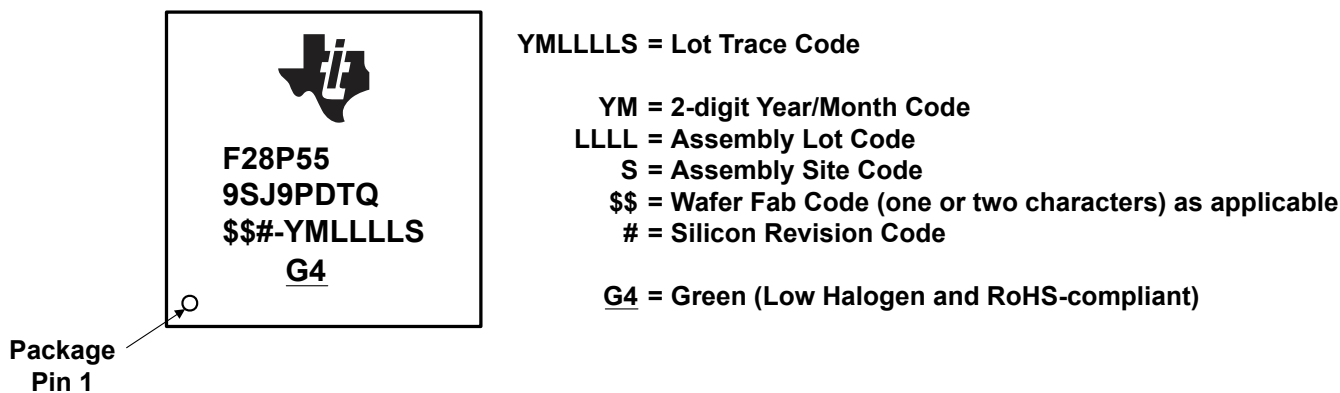 F28P55
9SJ9PDTQ
$$#-YMLLLLS
G4
Package
Pin 1
YMLLLLS = Lot Trace Code
YM = 2-digit Year/Month Code
LLLL = Assembly Lot Code
S = Assembly Site Code
$$ = Wafer Fab Code (one or two characters) as applicable
# = Silicon Revision Code
G4 = Green (Low Halogen and RoHS-compliant)